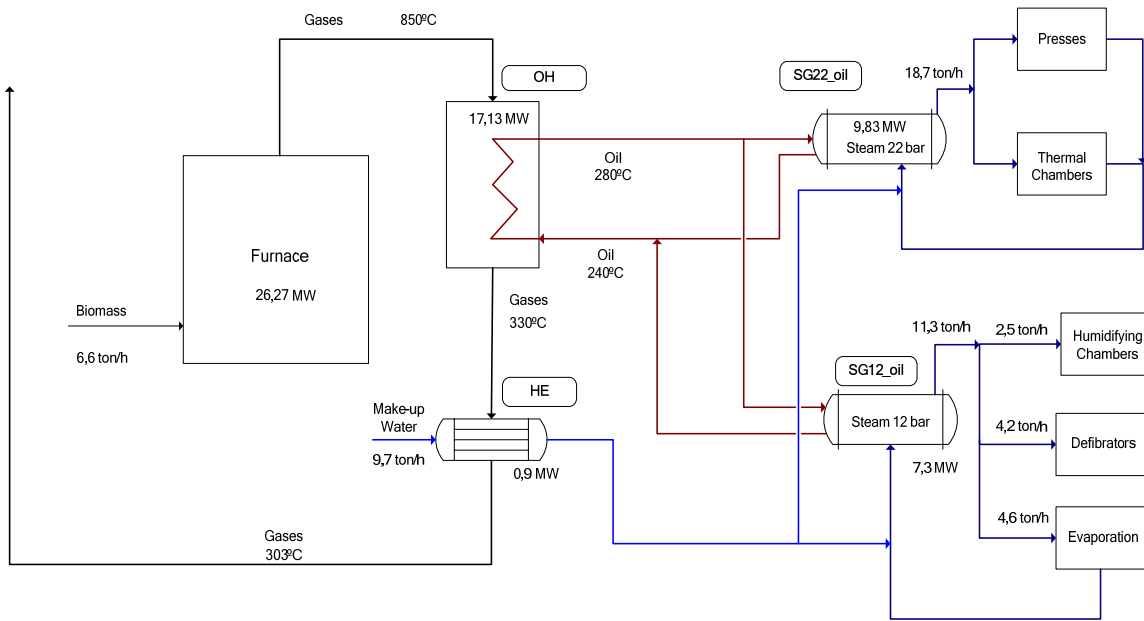 Gases 850ºC
OH
17,13 MW
SG22_oil
18,7 ton/h
Presses
9,83 MW
Steam 22 bar
Thermal
Chambers
Oil
280ºC
Furnace
26,27 MW
Oil
240ºC
Biomass
6,6 ton/h
Gases
330ºC
11,3 ton/h
2,5 ton/h
Humidifying
Chambers
SG12_oil
HE
Make-up
Water
9,7 ton/h
0,9 MW
Steam 12 bar
7,3 MW
4,2 ton/h
Defibrators
4,6 ton/h
Evaporation
Gases
303ºC